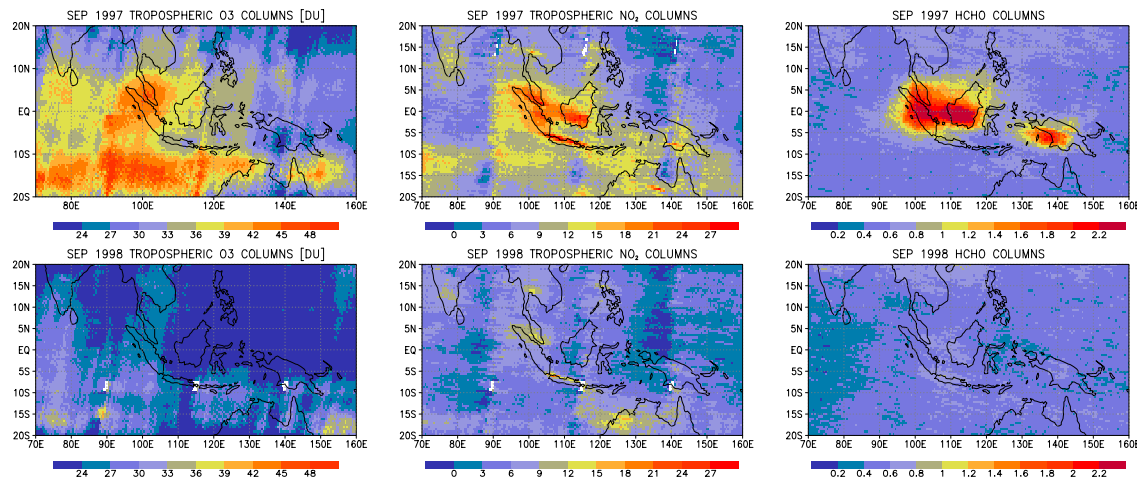 SEP 1997 TROPOSPHERIC O3 COLUMNS [DU]
20N
15N
10N
5N
EQ
5S
10S
15S
20S
70E 80E 90E 100E 110E 120E 130E 140E 150E 160E
24 27 30 33 36 39 42 45 48
SEP 1997 TROPOSPHERIC NO₂ COLUMNS
20N
15N
10N
5N
EQ
5S
10S
15S
20S
70E 80E 90E 100E 110E 120E 130E 140E 150E 160E
0 3 6 9 12 15 18 21 24 27
SEP 1997 HCHO COLUMNS
20N
15N
10N
5N
EQ
5S
10S
15S
20S
70E 80E 90E 100E 110E 120E 130E 140E 150E 160E
0.2 0.4 0.6 0.8 1 1.2 1.4 1.6 1.8 2 2.2
SEP 1998 TROPOSPHERIC O3 COLUMNS [DU]
20N
15N
10N
5N
EQ
5S
10S
15S
20S
70E 80E 90E 100E 110E 120E 130E 140E 150E 160E
24 27 30 33 36 39 42 45 48
SEP 1998 TROPOSPHERIC NO₂ COLUMNS
20N
15N
10N
5N
EQ
5S
10S
15S
20S
70E 80E 90E 100E 110E 120E 130E 140E 150E 160E
0 3 6 9 12 15 18 21 24 27
SEP 1998 HCHO COLUMNS
20N
15N
10N
5N
EQ
5S
10S
15S
20S
70E 80E 90E 100E 110E 120E 130E 140E 150E 160E
0.2 0.4 0.6 0.8 1 1.2 1.4 1.6 1.8 2 2.2